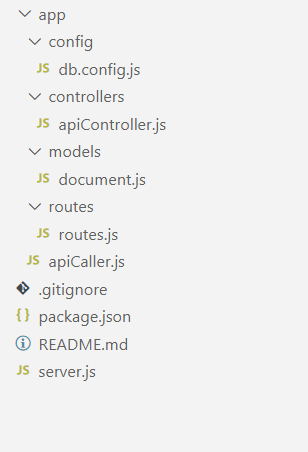 app
config
JS db.config.js
controllers
JS apiController.js
models
JS document.js
routes
JS routes.js
JS apiCaller.js
.gitignore
{} package.json
README.md
JS server.js